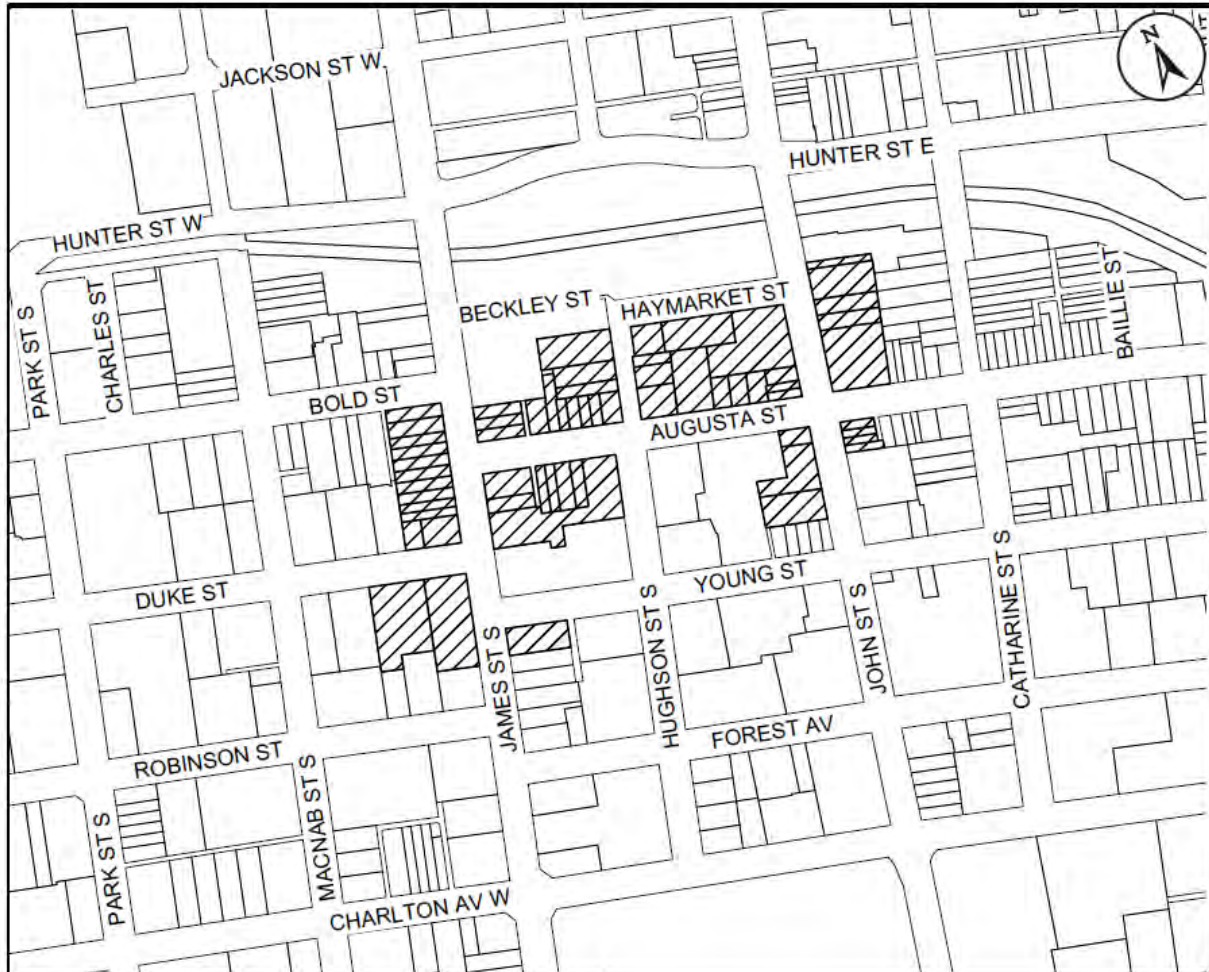 N
JACKSON ST W
HUNTER ST E
HUNTER ST W
BAILLIE ST
BECKLEY ST
HAYMARKET ST
CHARLES ST
PARK ST S
BOLD ST
AUGUSTA ST
DUKE ST
YOUNG ST
CATHARINE ST S
JOHN ST S
HUGHSON ST S
JAMES ST S
FOREST AV
ROBINSON ST
MACNAB ST S
PARK ST S
CHARLTON AV W